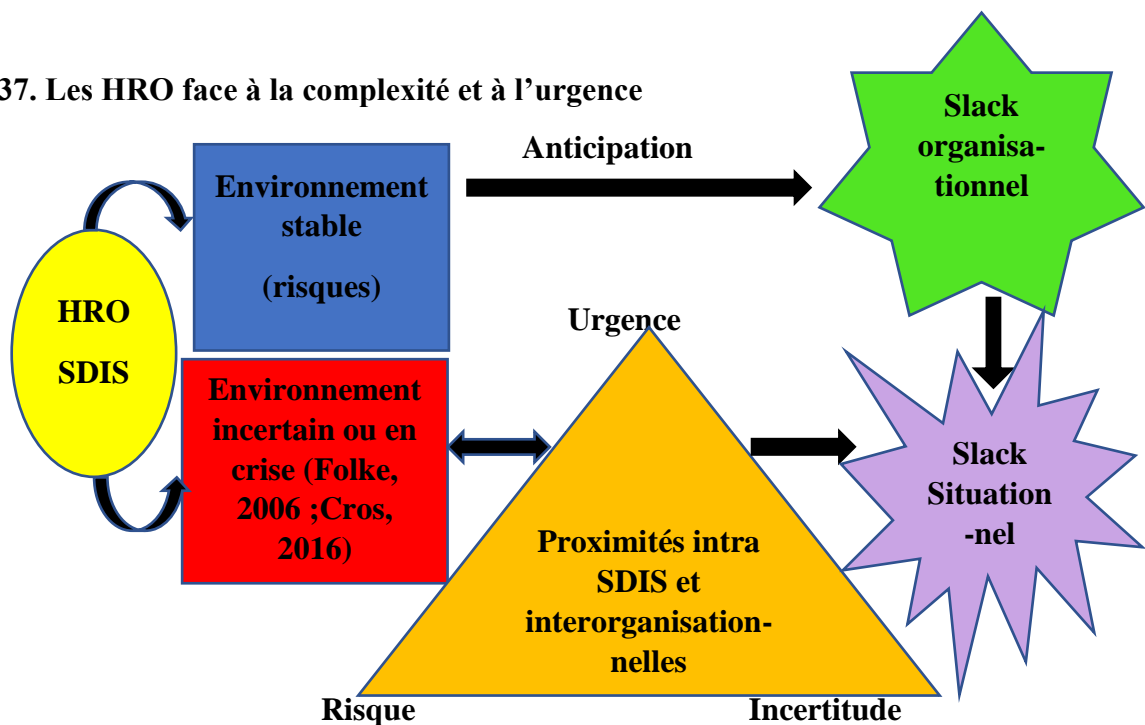 37. Les HRO face à la complexité et à l’urgence
HRO
SDIS
Environnement
stable
(risques)
Anticipation
Slack
organisa-
tionnel
Environnement
incertain ou en
crise (Folke,
2006 ;Cros,
2016)
Urgence
Proximités intra
SDIS et
interorganisation-
nelles
Risque
Incertitude
Slack
Situation
-nel